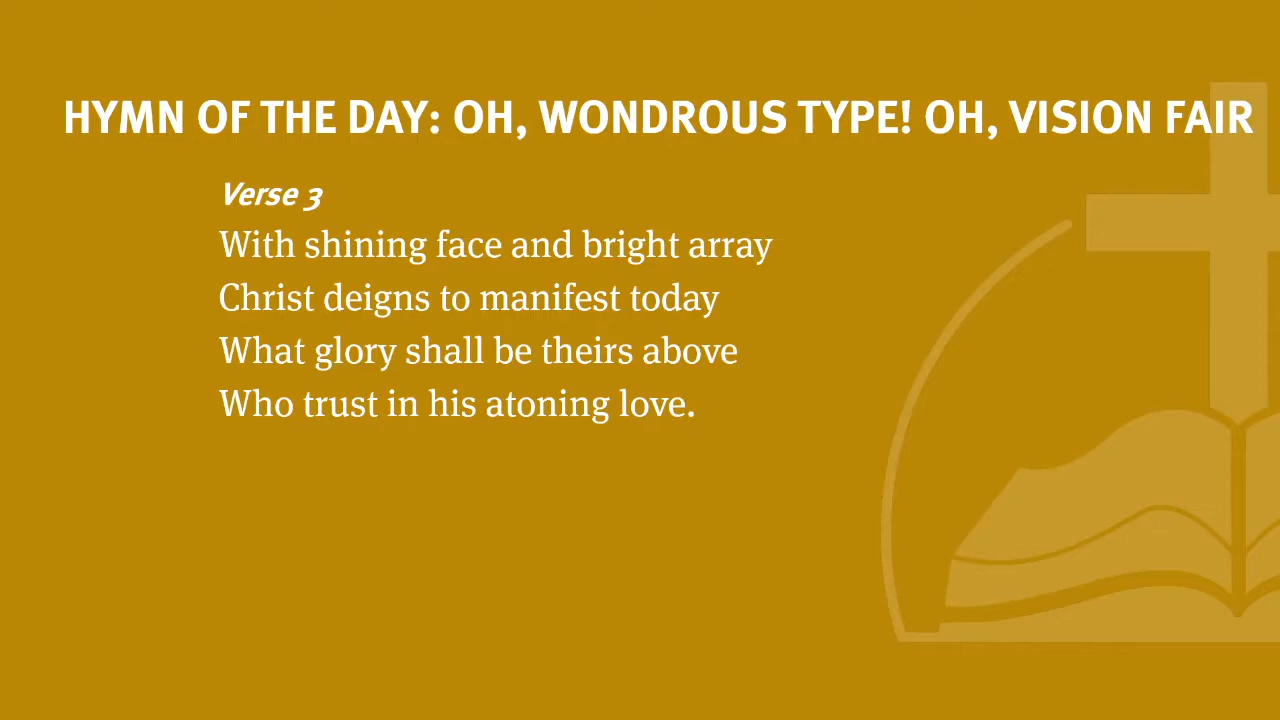 HYMN OF THE DAY: OH, WONDROUS TYPE! OH, VISION FAIR
Verse 3
With shining face and bright array
Christ deigns to manifest today
What glory shall be theirs above
Who trust in his atoning love.